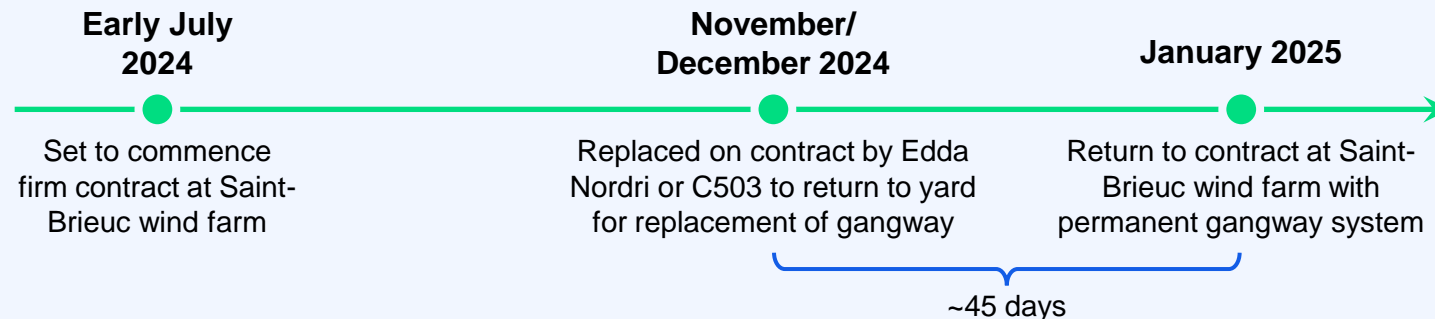 Early July
2024
November/
December 2024
January 2025
Set to commence
firm contract at Saint-
Brieuc wind farm
Replaced on contract by Edda
Nordri or C503 to return to yard
for replacement of gangway
Return to contract at Saint-
Brieuc wind farm with
permanent gangway system
~45 days